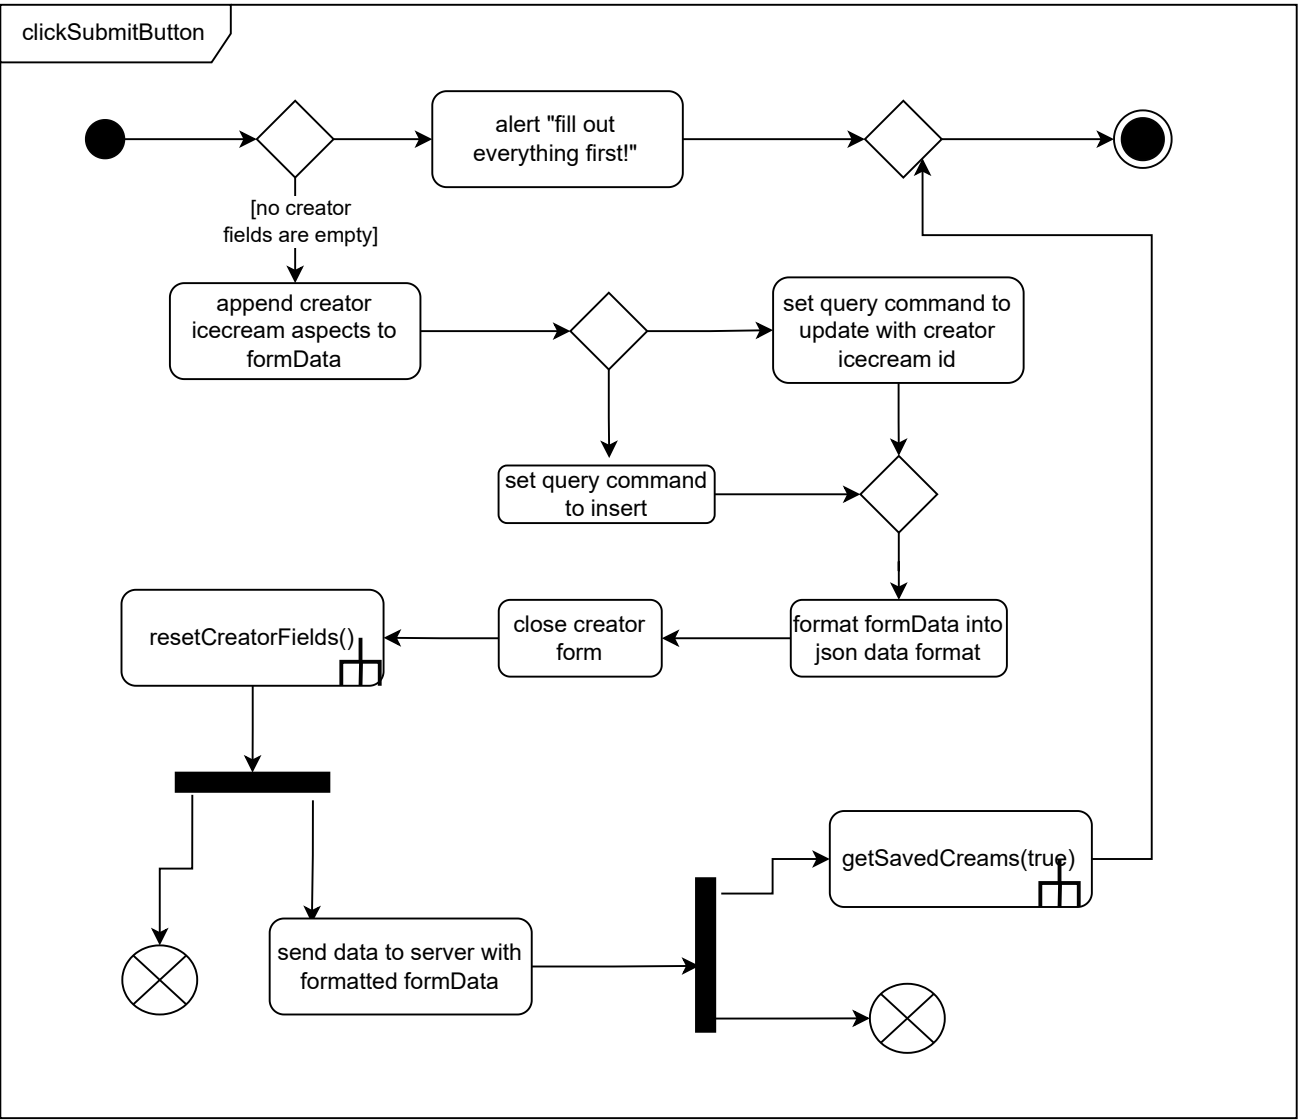 clickSubmitButton
alert "fill out
everything first!"
[no creator
fields are empty]
append creator
icecream aspects to
formData
set query command to
update with creator
icecream id
set query command
to insert
resetCreatorFields()
close creator
form
format formData into
json data format
getSavedCreams(true)
send data to server with
formatted formData